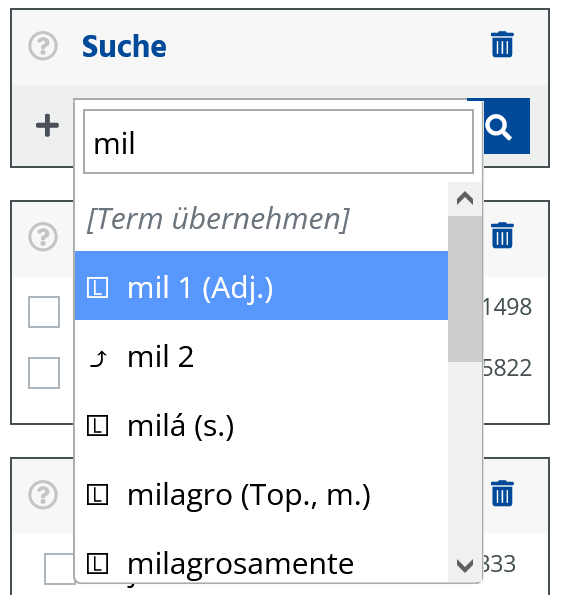 Suche
mil
[Term übernehmen]
mil 1 (Adj.)
1498
mil 2
5822
milá (s.)
milagro (Top., m.)
milagrosamente
333